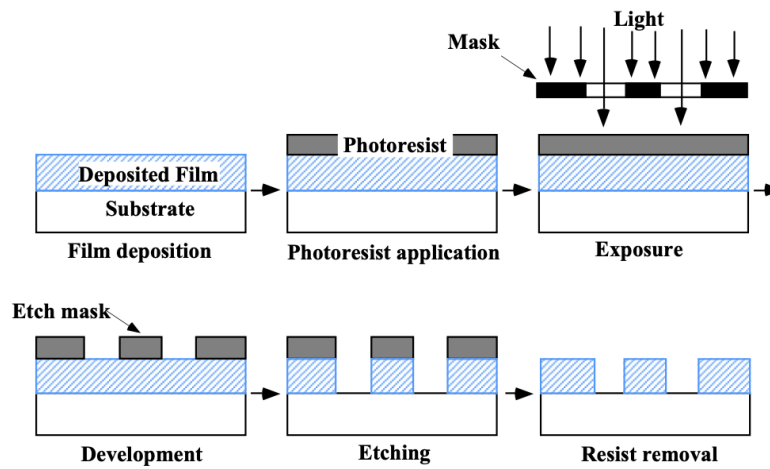 Light
Mask
Photoresist
Deposited Film
Substrate
Film deposition
Photoresist application
Exposure
Etch mask
Development
Etching
Resist removal